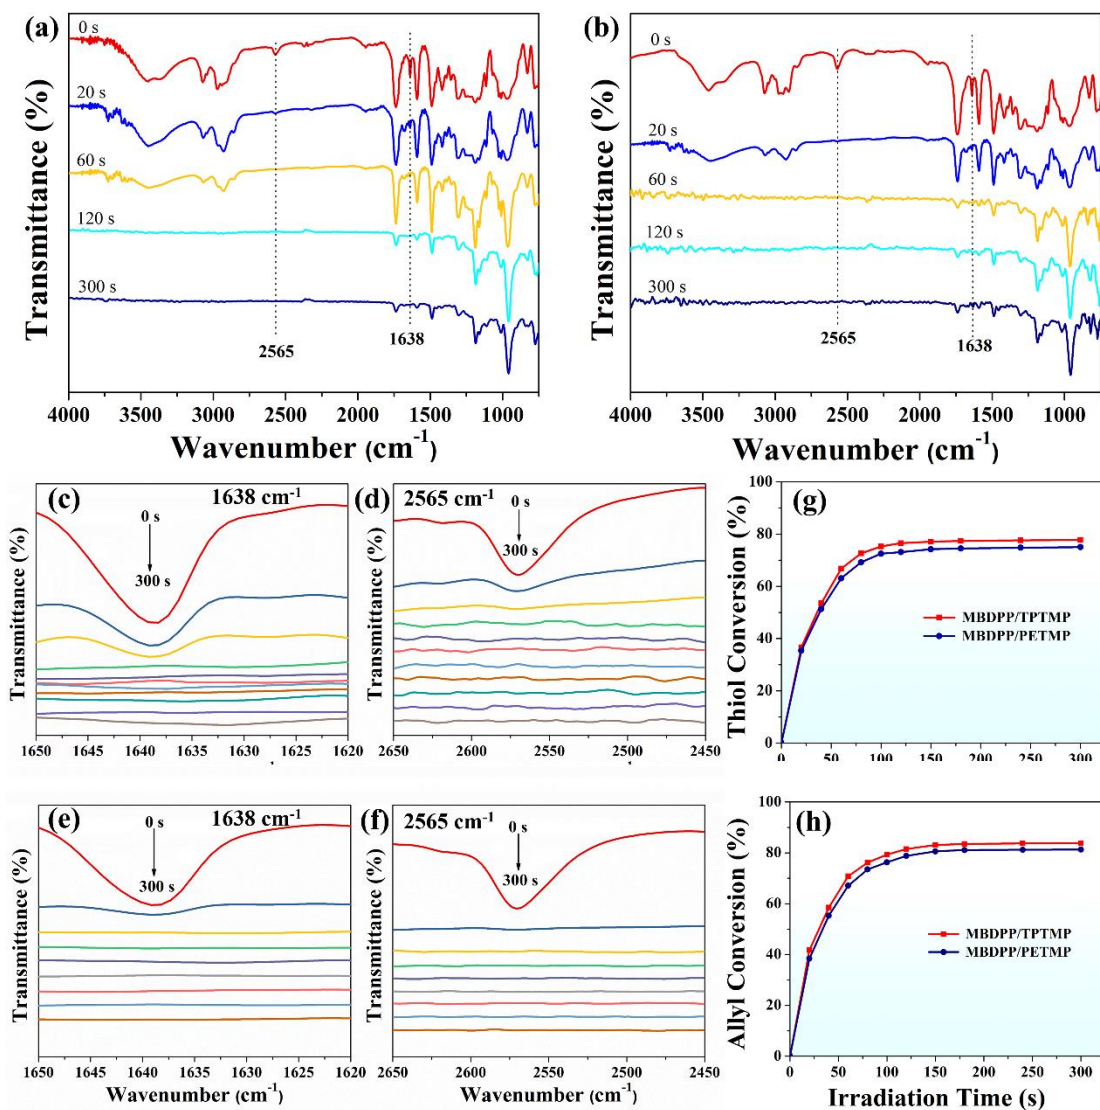 (a)
0 s
20 s
60 s
120 s
300 s
2565
1638
Transmittance (%)
4000 3500 3000 2500 2000 1500 1000
Wavenumber (cm-1)
(b)
0 s
20 s
60 s
120 s
300 s
2565
1638
Transmittance (%)
4000 3500 3000 2500 2000 1500 1000
Wavenumber (cm-1)
(c)
1638 cm-1
0 s
300 s
Transmittance (%)
1650 1645 1640 1635 1630 1625 1620
(d)
2565 cm-1
0 s
300 s
Transmittance (%)
2650 2600 2550 2500 2450
(g)
100
80
60
40
20
0
Thiol Conversion (%)
MBDPP/TPTMP
MBDPP/PETMP
0 50 100 150 200 250 300
(e)
1638 cm-1
0 s
300 s
Transmittance (%)
1650 1645 1640 1635 1630 1625 1620
Wavenumber (cm-1)
(f)
2565 cm-1
0 s
300 s
Transmittance (%)
2650 2600 2550 2500 2450
Wavenumber (cm-1)
(h)
100
80
60
40
20
0
Ally Conversion (%)
MBDPP/TPTMP
MBDPP/PETMP
0 50 100 150 200 250 300
Irradiation Time (s)